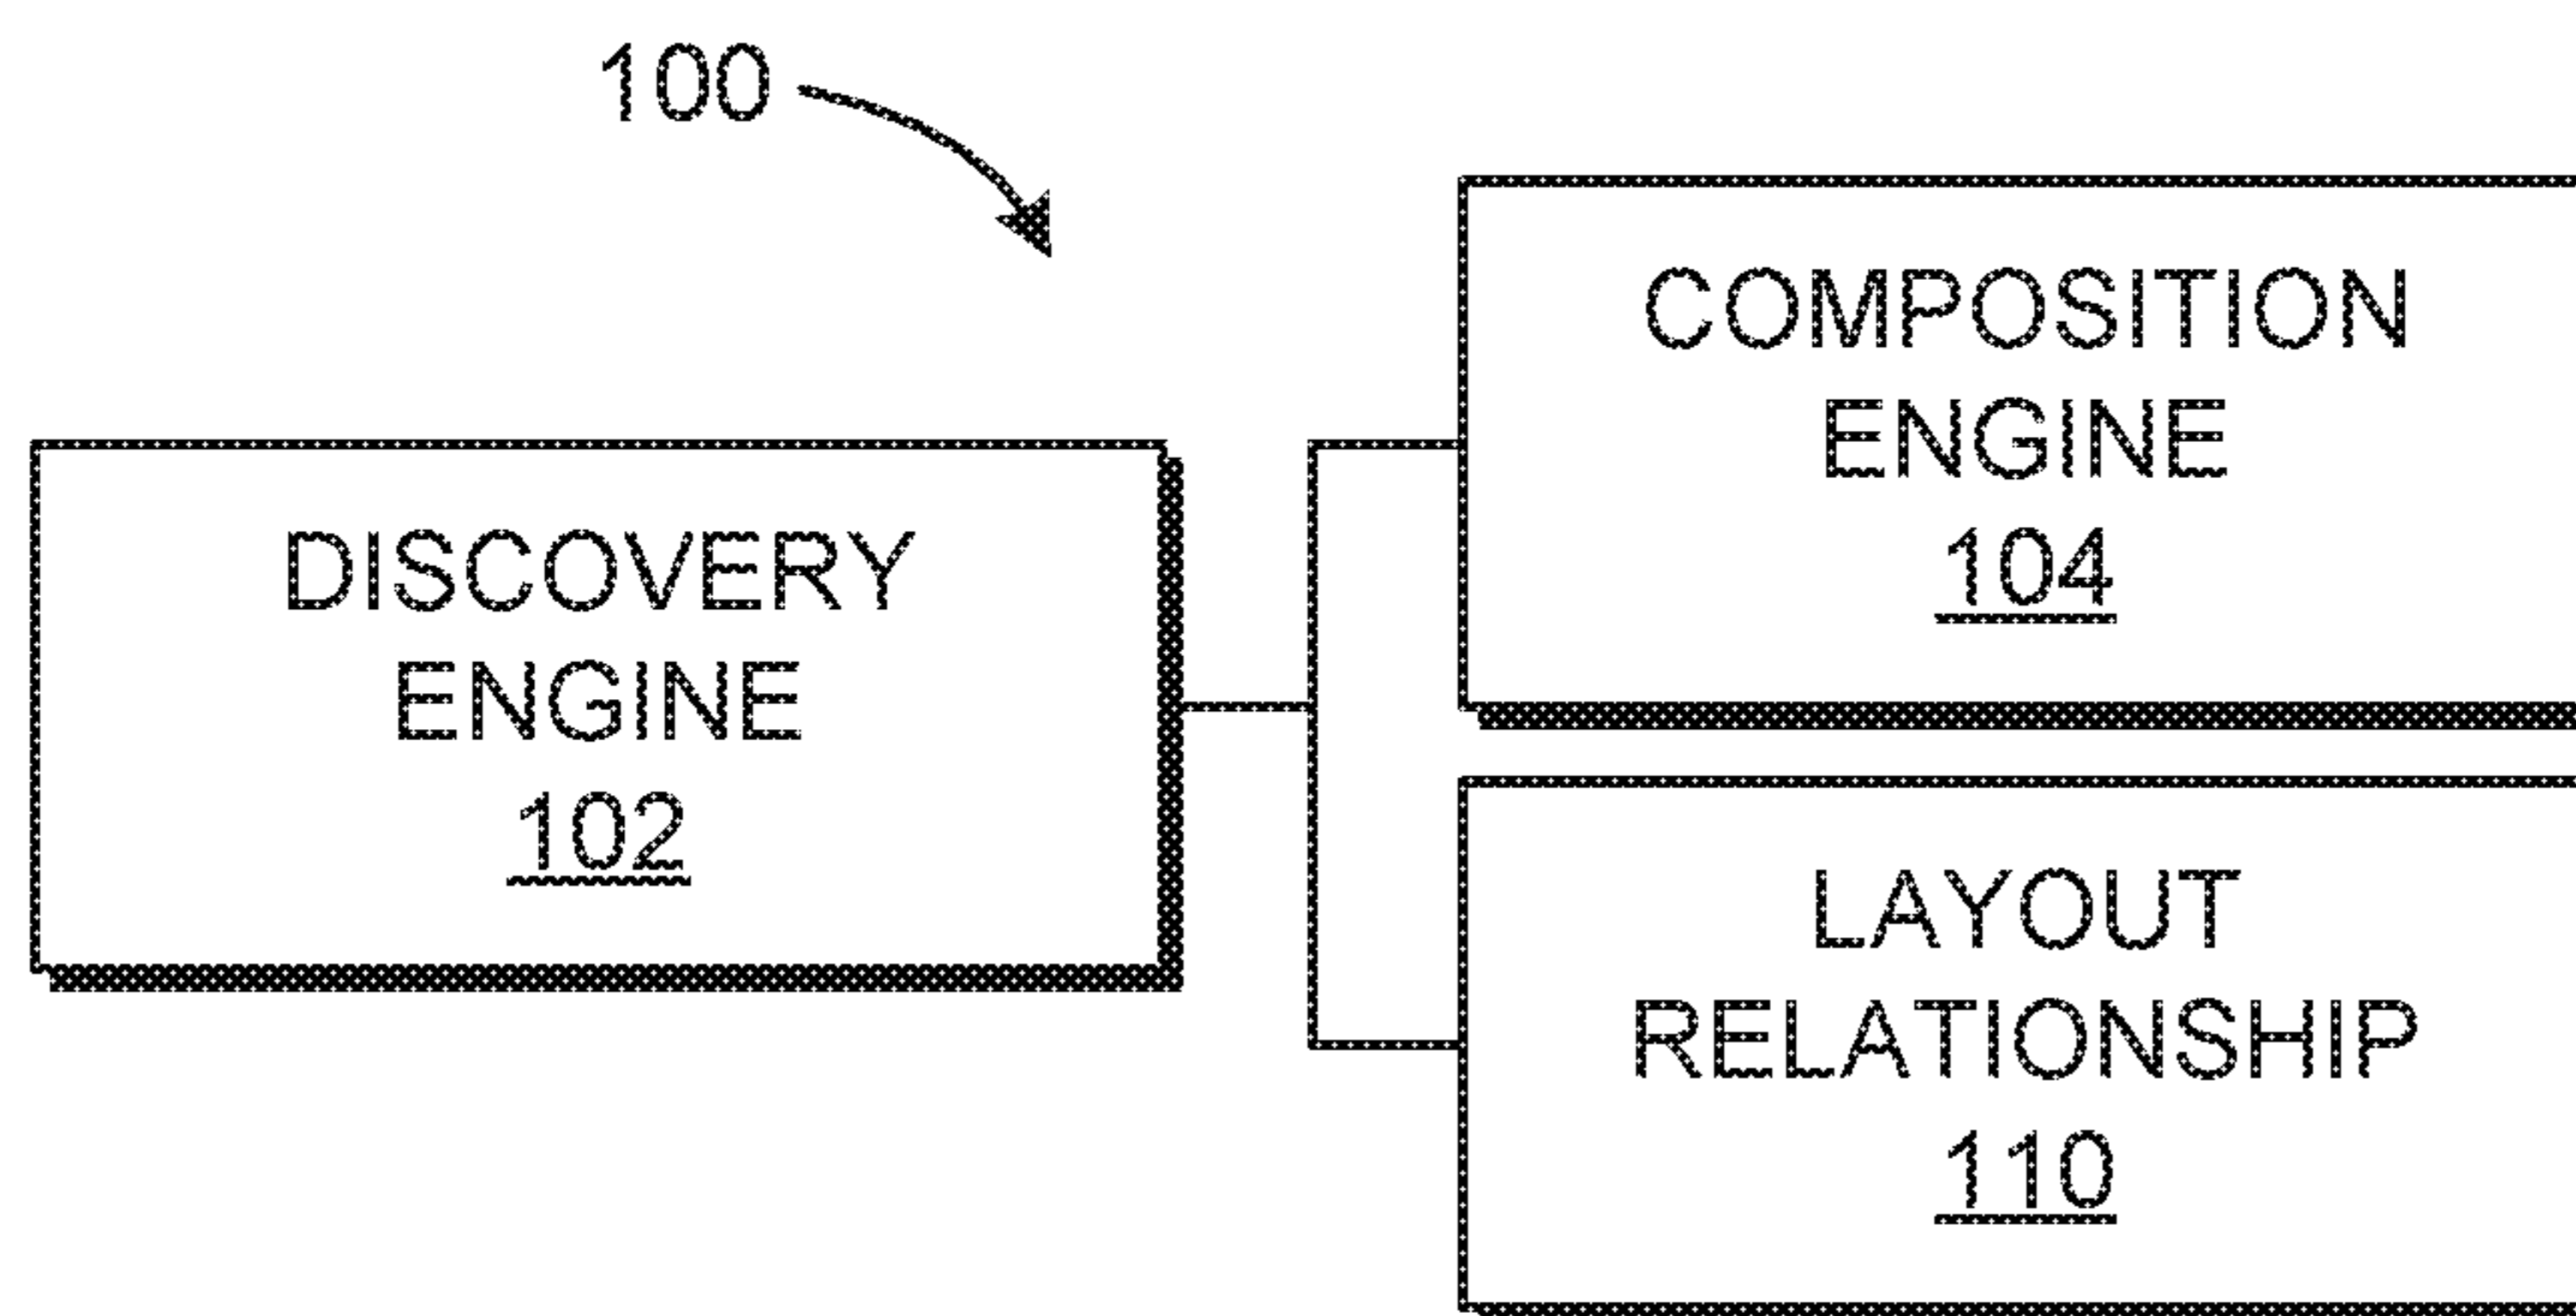 100
DISCOVERY
ENGINE
102
COMPOSITION
ENGINE
104
LAYOUT
RELATIONSHIP
110